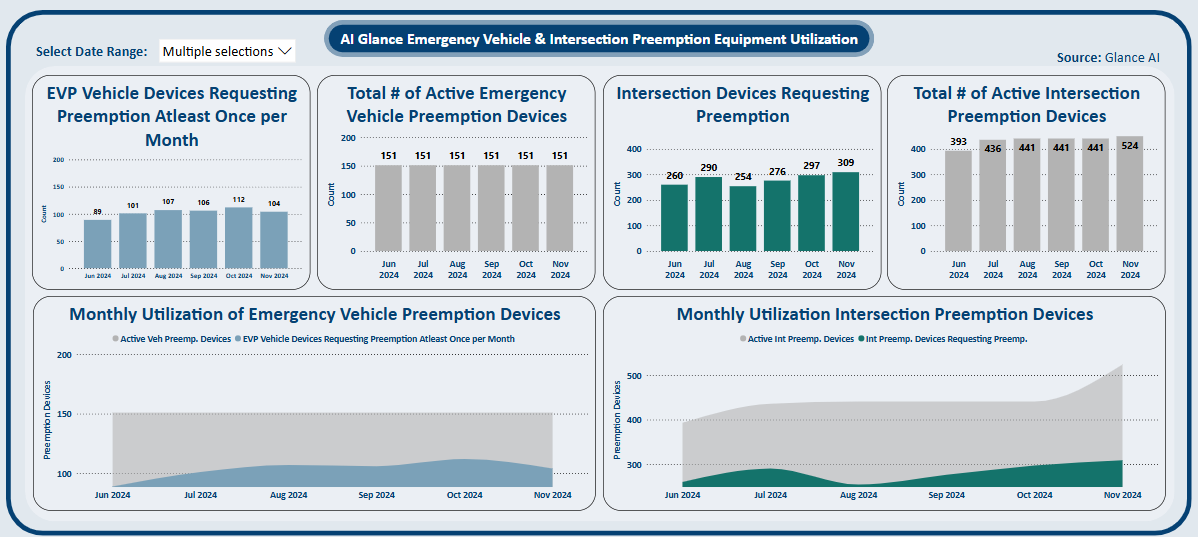 AI Glance Emergency Vehicle & Intersection Preemption Equipment Utilization
Select Date Range:
Multiple selections
Source: Glance AI
EVP Vehicle Devices Requesting
Preemption Atleast Once per
Month
200
150
100
50
0
Count
89
101
107
106
112
104
Jun 2024
Jul 2024
Aug 2024
Sep 2024
Oct 2024
Nov 2024
Total # of Active Emergency
Vehicle Preemption Devices
200
150
100
50
0
Count
151
151
151
151
151
151
Jun
2024
Jul
2024
Aug
2024
Sep
2024
Oct
2024
Nov
2024
Intersection Devices Requesting
Preemption
400
300
200
100
0
Count
260
290
254
276
297
309
Jun
2024
Jul
2024
Aug
2024
Sep
2024
Oct
2024
Nov
2024
Total # of Active Intersection
Preemption Devices
400
300
200
100
0
Count
393
436
441
441
441
524
Jun
2024
Jul
2024
Aug
2024
Sep
2024
Oct
2024
Nov
2024
Monthly Utilization of Emergency Vehicle Preemption Devices
Active Veh Preemp. Devices
EVP Vehicle Devices Requesting Preemption Atleast Once per Month
200
150
100
Preemption Devices
Jun 2024
Jul 2024
Aug 2024
Sep 2024
Oct 2024
Nov 2024
Monthly Utilization Intersection Preemption Devices
Active Int Preemp. Devices
Int Preemp. Devices Requesting Preemp.
500
400
300
Preemption Devices
Jun 2024
Jul 2024
Aug 2024
Sep 2024
Oct 2024
Nov 2024